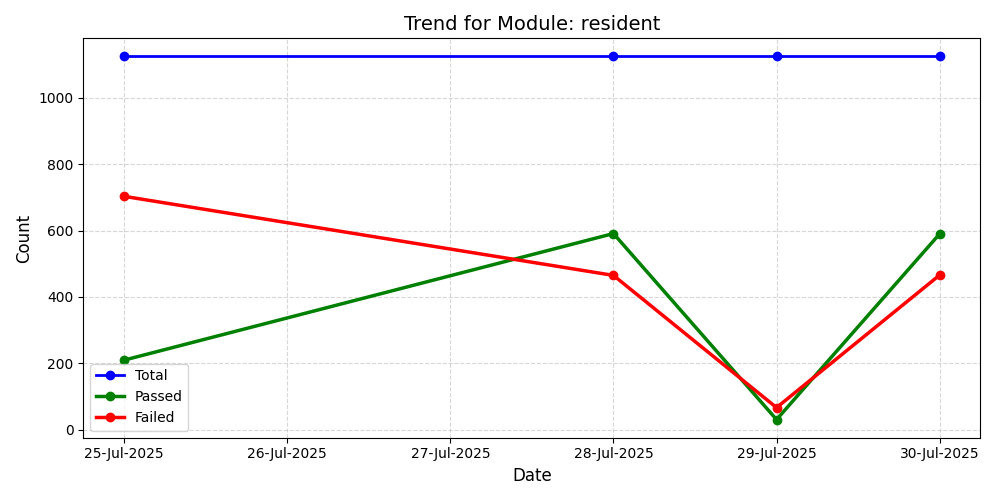 Trend for Module: resident
Count
1000
800
600
400
200
0
Total
Passed
Failed
25-Jul-2025 26-Jul-2025 27-Jul-2025 28-Jul-2025 29-Jul-2025 30-Jul-2025
Date